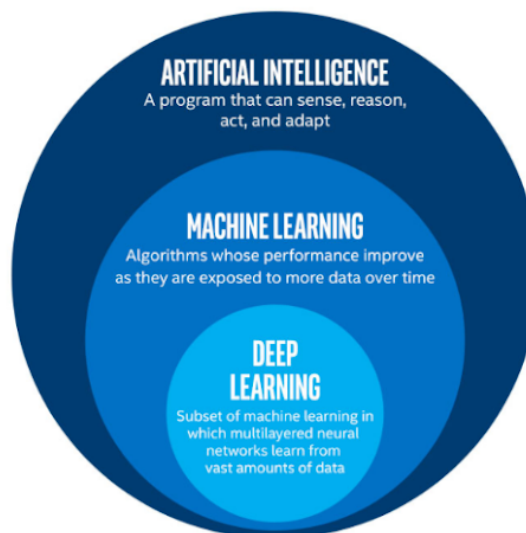 ARTIFICIAL INTELLIGENCE
A program that can sense, reason,
act, and adapt
MACHINE LEARNING
Algorithms whose performance improve
as they are exposed to more data over time
DEEP
LEARNING
Subset of machine learning in
which multilayered neural
networks learn from
vast amounts of data